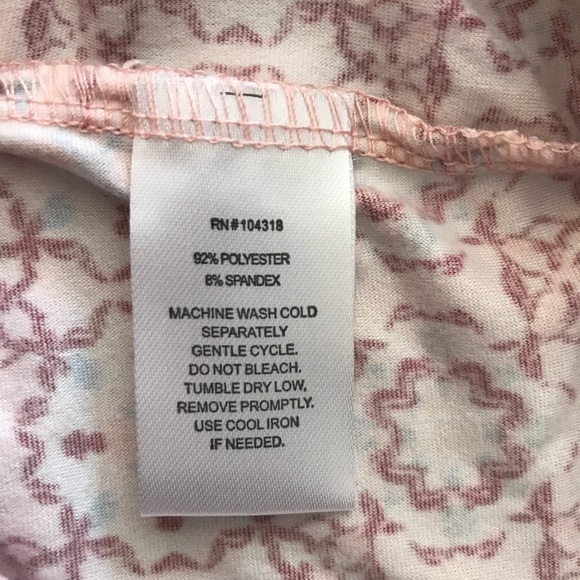 RN#104318
92% POLYESTER
8% SPANDEX
MACHINE WASH COLD
SEPARATELY
GENTLE CYCLE.
DO NOT BLEACH.
TUMBLE DRY LOW,
REMOVE PROMPTLY.
USE COOL IRON
IF NEEDED.